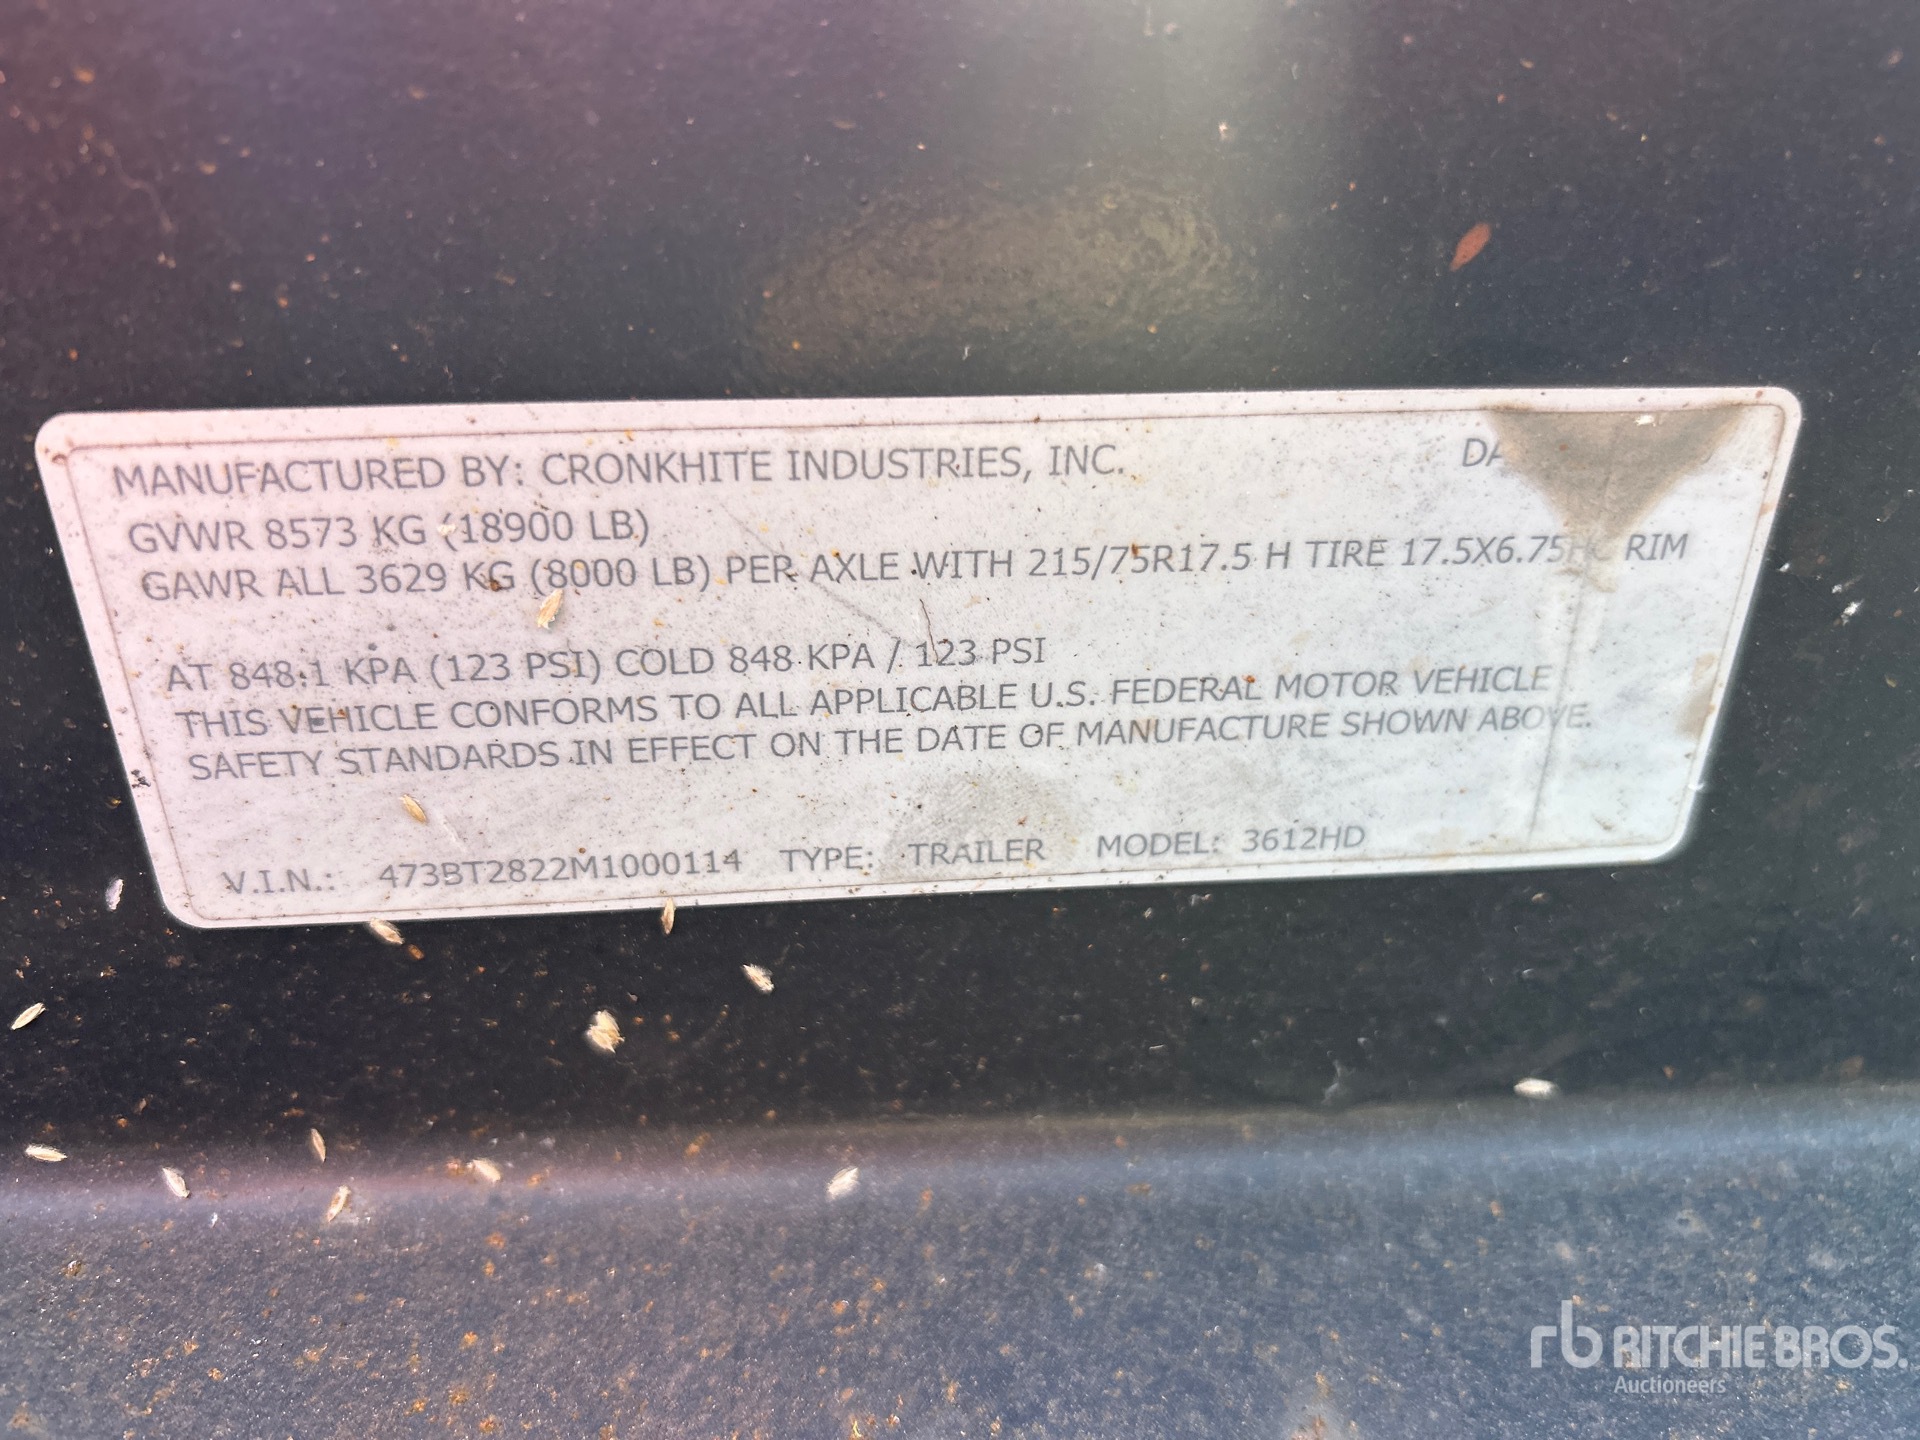 MANUFACTURED BY: CRONKHITE INDUSTRIES, INC.
GVWR 8573 KG (18900 LB)
GAWR ALL 3629 KG (8000 LB) PER AXLE WITH 215/75R17.5 H TIRE 17.5X6.75HC RIM
AT 848.1 KPA (123 PSI) COLD 848 KPA / 123 PSI
THIS VEHICLE CONFORMS TO ALL APPLICABLE U.S. FEDERAL MOTOR VEHICLE
SAFETY STANDARDS IN EFFECT ON THE DATE OF MANUFACTURE SHOWN ABOVE.
V.I.N.: 473BT2822M1000114 TYPE: TRAILER MODEL: 3612HD
rb RITCHIE BROS.
Auctioneers